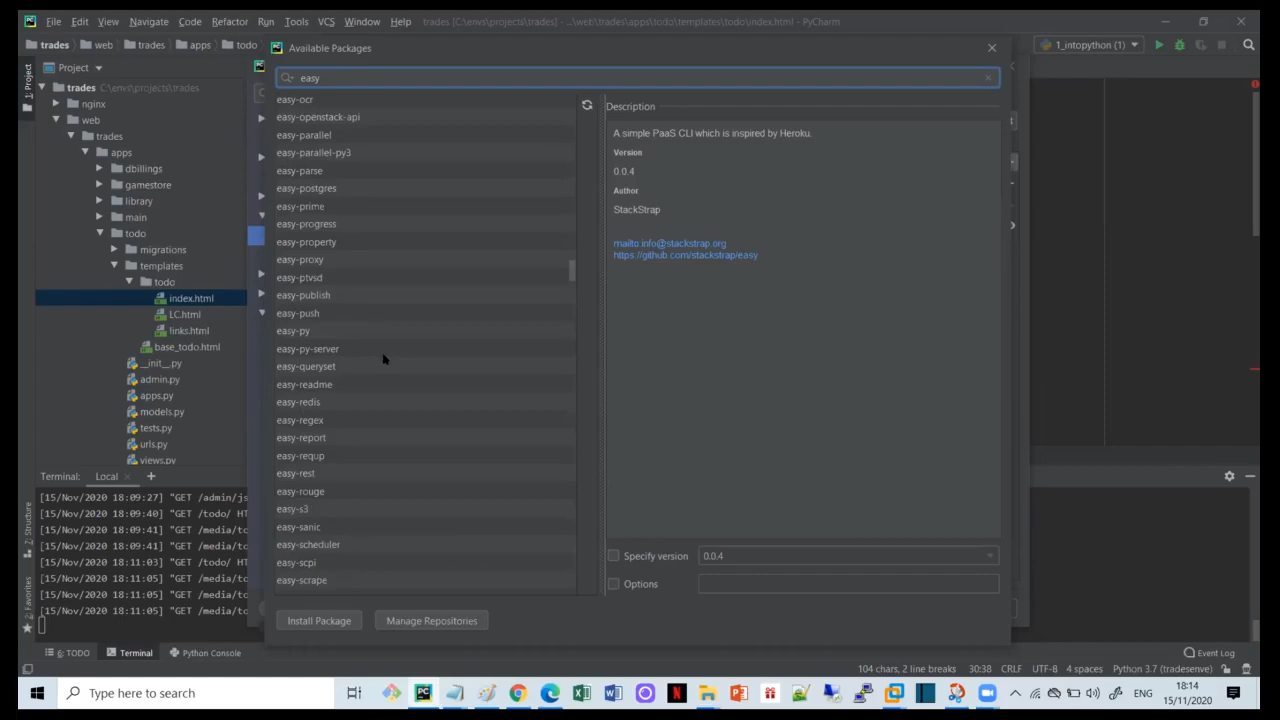 File Edit View Navigate Code Refactor Run Tools VCS Window Help trades [C:\envs\projects\trades] - ...\web\trades\apps\todo\templates\todo\index.html - PyCharm
trades web trades apps todo
1_intopython (1)
Available Packages
1: Project
Project
easy
trades C:\envs\projects\trades
nginx
web
trades
apps
dbillings
gamestore
library
main
todo
migrations
templates
todo
index.html
LC.html
links.html
base_todo.html
__init__.py
admin.py
apps.py
models.py
tests.py
urls.py
views.py
easy-ocr
easy-openstack-api
easy-parallel
easy-parallel-py3
easy-parse
easy-postgres
easy-prime
easy-progress
easy-property
easy-proxy
easy-ptvsd
easy-publish
easy-push
easy-py
easy-py-server
easy-queryset
easy-readme
easy-redis
easy-regex
easy-report
easy-requp
easy-rest
easy-rouge
easy-s3
easy-sanic
easy-scheduler
easy-scpi
easy-scrape
Description
A simple PaaS CLI which is inspired by Heroku.
Version
0.0.4
Author
StackStrap
mailto:info@stackstrap.org
https://github.com/stackstrap/easy
Specify version 0.0.4
Options
Install Package Manage Repositories
Terminal: Local +
[15/Nov/2020 18:09:27] "GET /admin/js
[15/Nov/2020 18:09:40] "GET /todo/ HT
[15/Nov/2020 18:09:41] "GET /media/to
[15/Nov/2020 18:09:41] "GET /media/to
[15/Nov/2020 18:11:03] "GET /todo/ HT
[15/Nov/2020 18:11:05] "GET /media/to
[15/Nov/2020 18:11:05] "GET /media/to
[15/Nov/2020 18:11:05] "GET /media/to
7: Structure
2: Favorites
6: TODO Terminal Python Console Event Log
104 chars, 2 line breaks 30:38 CRLF UTF-8 4 spaces Python 3.7 (tradesenve)
Type here to search
ENG
18:14
15/11/2020